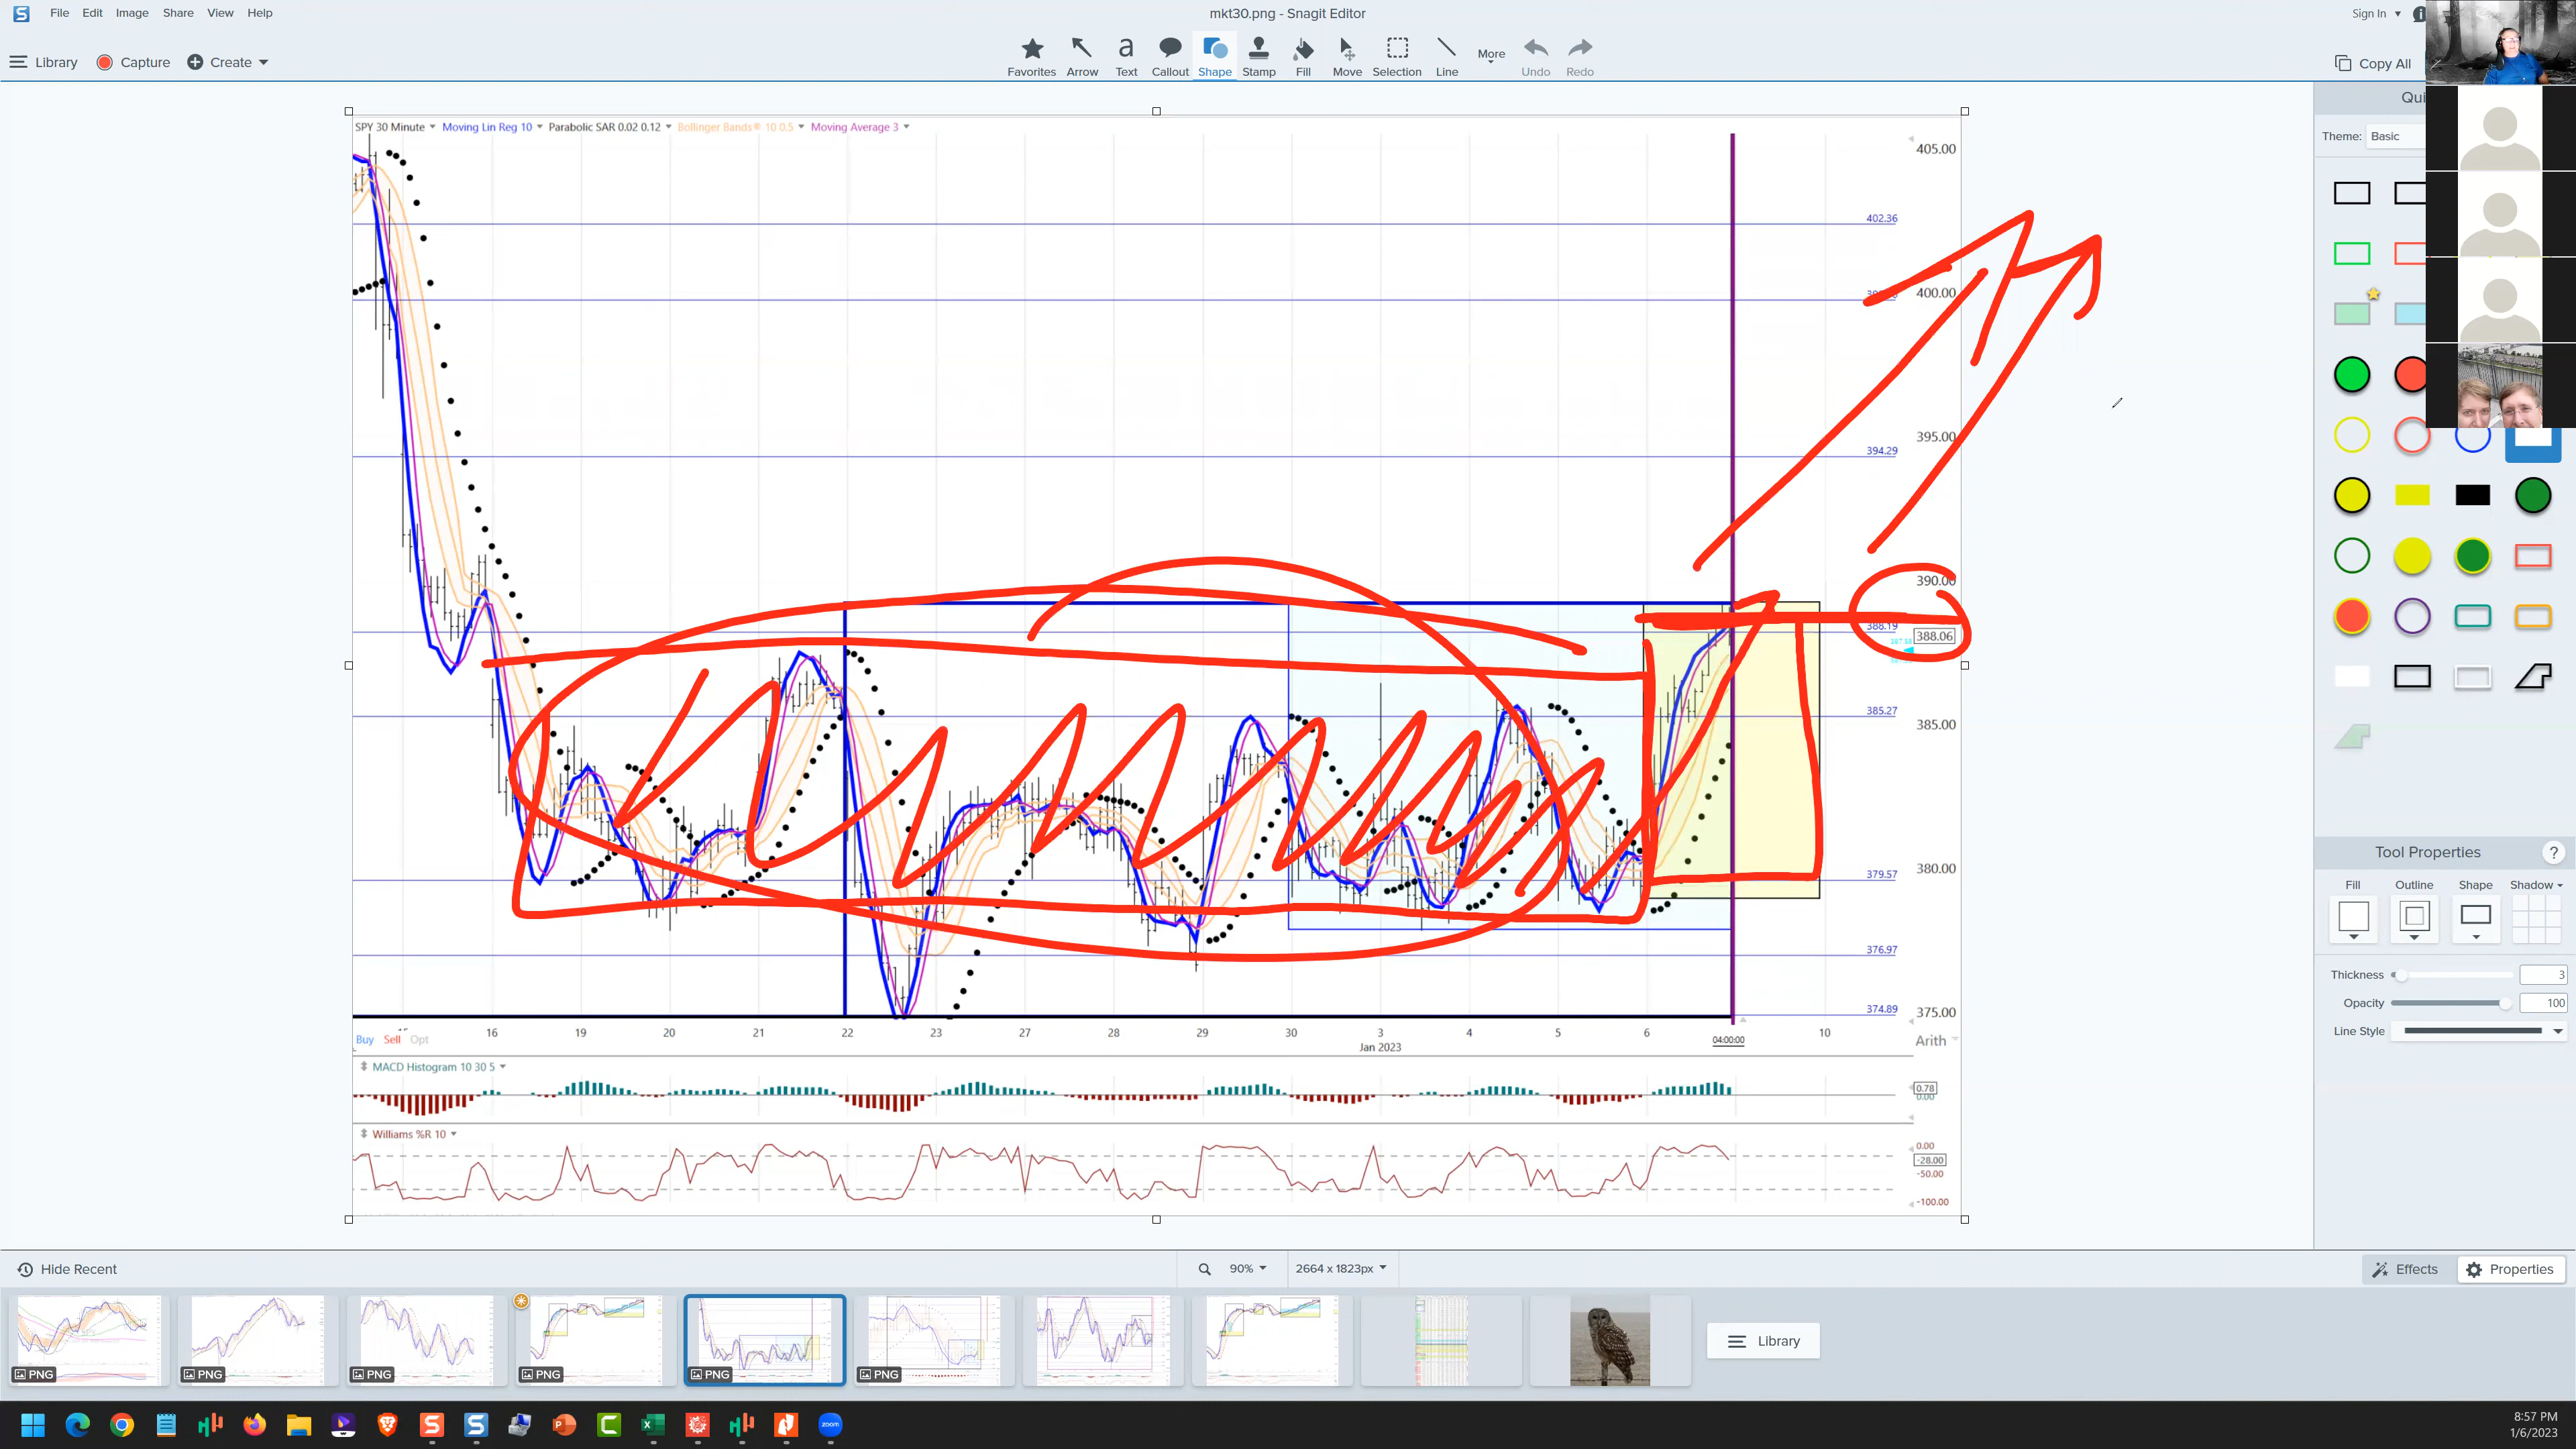 File Edit Image Share View Help
mkt30.png - Snagit Editor
Sign In
Library Capture Create
Favorites Arrow Text Callout Shape Stamp Fill Move Selection Line More Undo Redo
Copy All
Qui
Theme: Basic
SPY 30 Minute Moving Lin Reg 10 Parabolic SAR 0.02 0.12 Bollinger Bands® 10 0.5 Moving Average 3
405.00
402.36
400.00
395.00
394.29
390.00
388.19
388.06
385.27
385.00
380.00
379.57
376.97
374.89
375.00
16 19 20 21 22 23 27 28 29 30 3 4 5 6 10
Jan 2023
04:00:00
Arith
Buy Sell Opt
MACD Histogram 10 30 5
0.78
0.00
Williams %R 10
0.00
-28.00
-50.00
-100.00
Tool Properties ?
Fill Outline Shape Shadow
Thickness 3
Opacity 100
Line Style
Hide Recent
90% 2664 x 1823px
Effects Properties
PNG PNG PNG PNG PNG PNG
Library
zoom
8:57 PM
1/6/2023